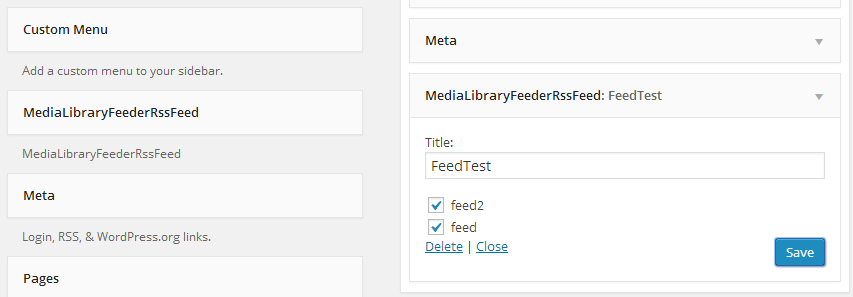 Custom Menu
Add a custom menu to your sidebar.
MediaLibraryFeederRssFeed
MediaLibraryFeederRssFeed
Meta
Login, RSS, & WordPress.org links.
Pages
Meta
MediaLibraryFeederRssFeed: FeedTest
Title:
FeedTest
feed2
feed
Delete | Close
Save